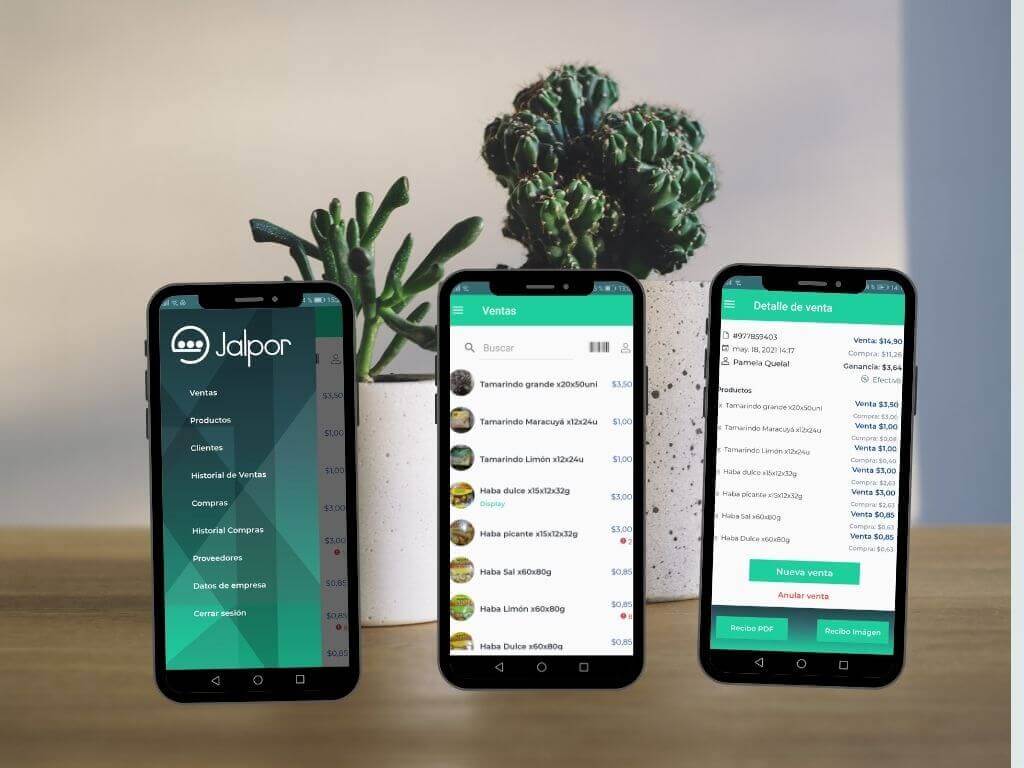 Jalpor
Ventas
Productos
Clientes
Historial de Ventas
Compras
Historial Compras
Proveedores
Datos de empresa
Cerrar sesión
$3,50
$1,00
$1,00
$3,00
$3,00
$0,85
$0,85
$0,85
Ventas
Buscar
Tamarindo grande x20x50uni $3,50
Tamarindo Maracuyá x12x24u $1,00
Tamarindo Limón x12x24u $1,00
Haba dulce x15x12x32g $3,00
Display
Haba picante x15x12x32g $3,00
2
Haba Sal x60x80g $0,85
Haba Limón x60x80g $0,85
8
Haba Dulce x60x80g $0,85
Detalle de venta
#977859403 Venta: $14,90
may. 18, 2021 14:17 Compra: $11,26
Pamela Quelal Ganancia: $3,64
Efectivo
Productos
Tamarindo grande x20x50uni Venta $3,50
Compra: $3,00
Tamarindo Maracuyá x12x24u Venta $1,00
Compra: $0,08
Tamarindo Limón x12x24u Venta $1,00
Compra: $0,40
Haba dulce x15x12x32g Venta $3,00
Compra: $2,63
Haba picante x15x12x32g Venta $3,00
Compra: $2,63
Haba Sal x60x80g Venta $0,85
Compra: $0,63
Haba Dulce x60x80g Venta $0,85
Compra: $0,63
Nueva venta
Anular venta
Recibo PDF Recibo Imágen